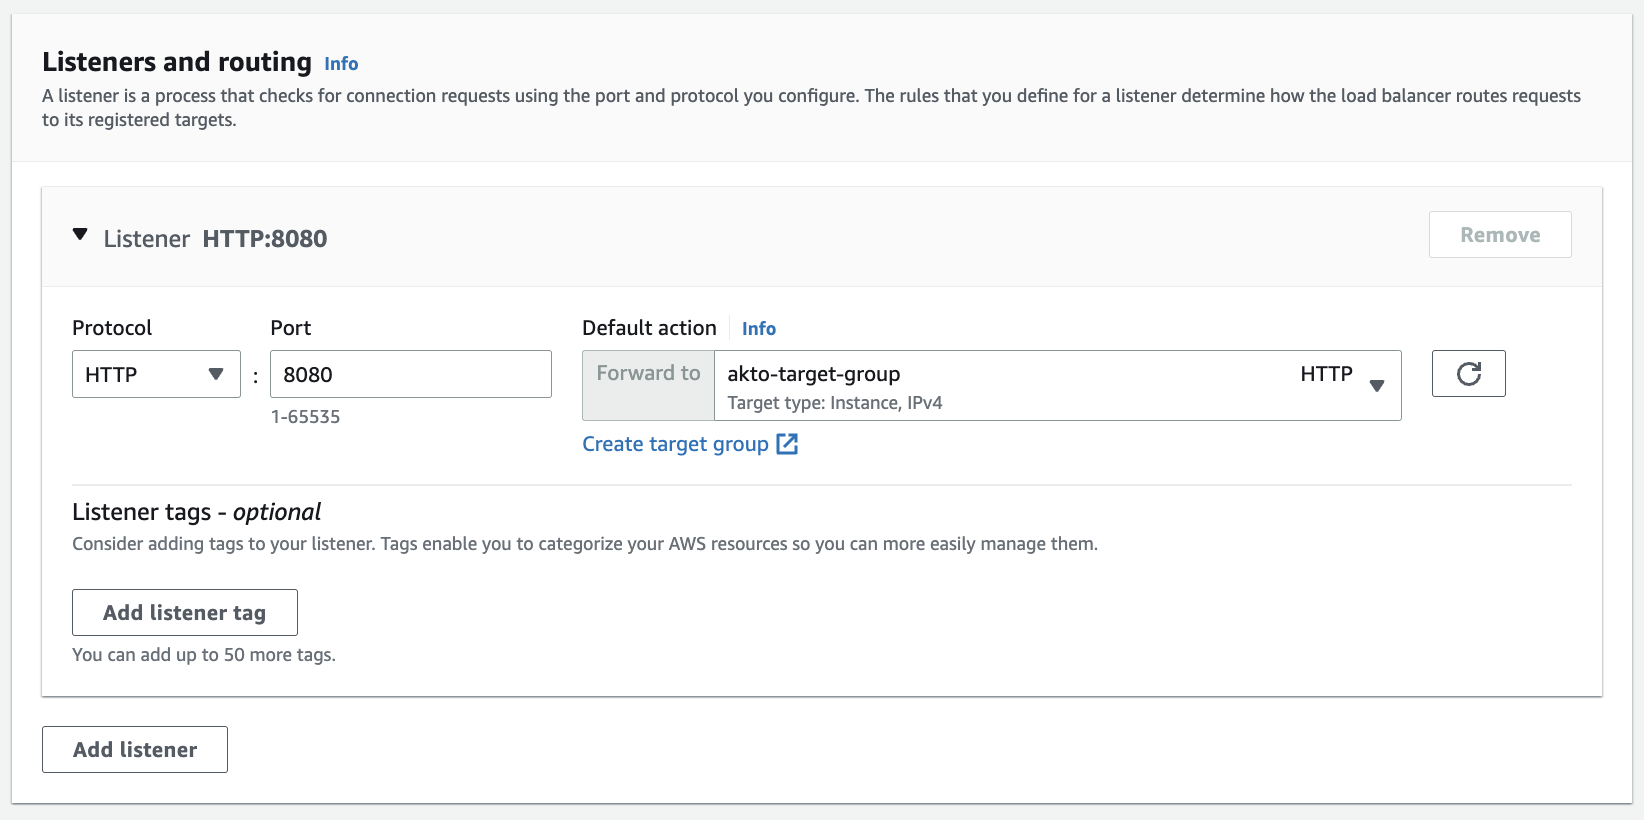 Listeners and routing Info
A listener is a process that checks for connection requests using the port and protocol you configure. The rules that you define for a listener determine how the load balancer routes requests
to its registered targets.
Listener HTTP:8080
Remove
Protocol
Port
Default action
Info
HTTP
:
8080
Forward to
akto-target-group
HTTP
Target type: Instance, IPv4
1-65535
Create target group
Listener tags - optional
Consider adding tags to your listener. Tags enable you to categorize your AWS resources so you can more easily manage them.
Add listener tag
You can add up to 50 more tags.
Add listener